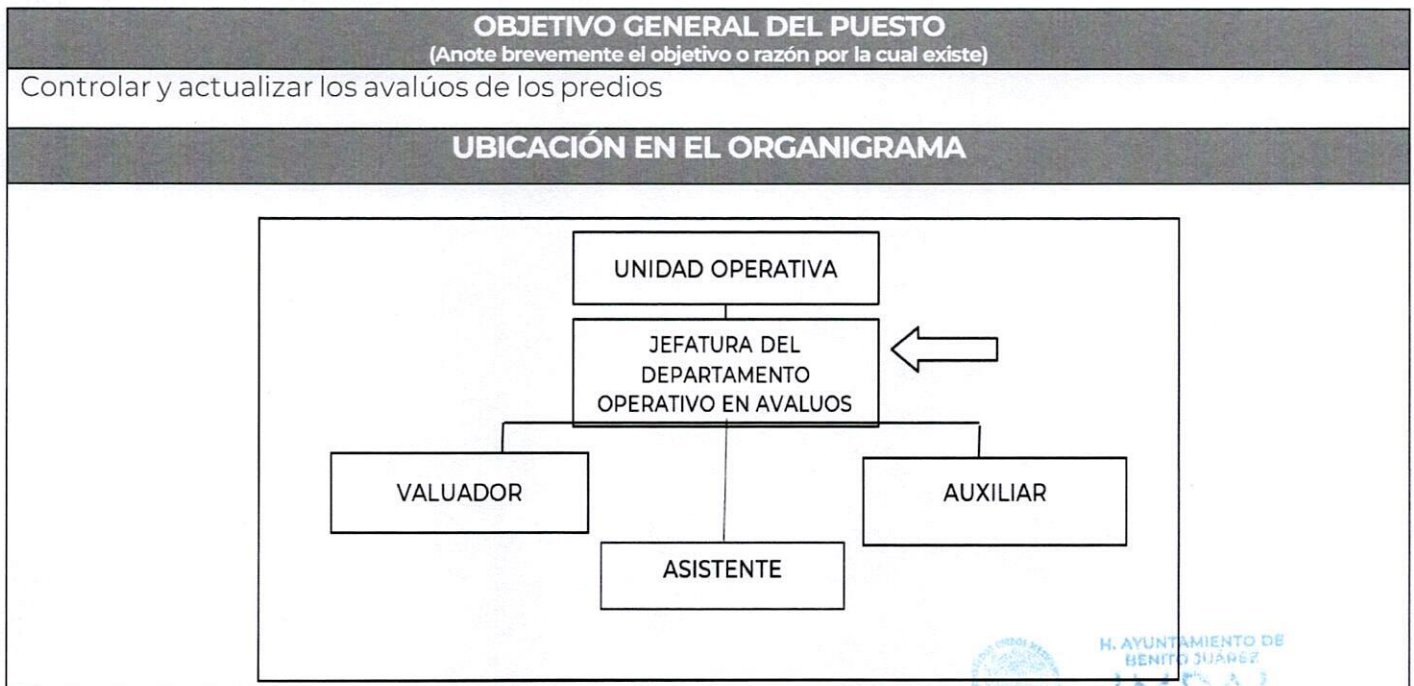 OBJETIVO GENERAL DEL PUESTO
(Anote brevemente el objetivo o razón por la cual existe)
Controlar y actualizar los avalúos de los predios
UBICACIÓN EN EL ORGANIGRAMA
UNIDAD OPERATIVA
JEFATURA DEL
DEPARTAMENTO
OPERATIVO EN AVALUOS
VALUADOR
AUXILIAR
ASISTENTE
H. AYUNTAMIENTO DE
BENITO JUÁREZ